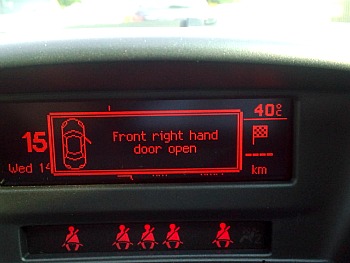 40°C
15
Front right hand
door open
Wed 14
----
km